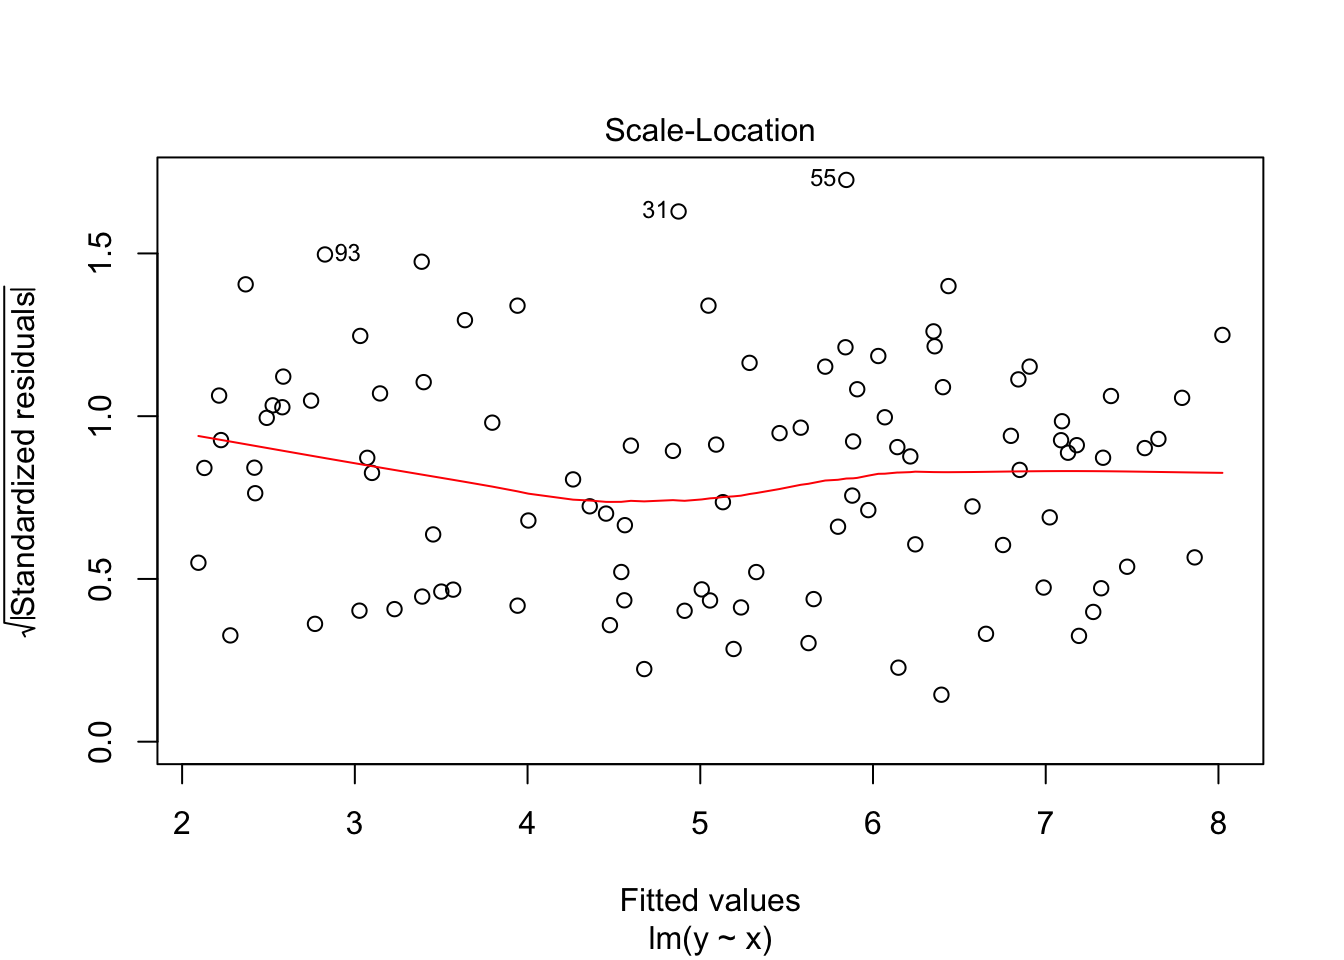 Scale-Location
√|Standardized residuals|
1.5
1.0
0.5
0.0
55
31
93
2 3 4 5 6 7 8
Fitted values
lm(y ~ x)